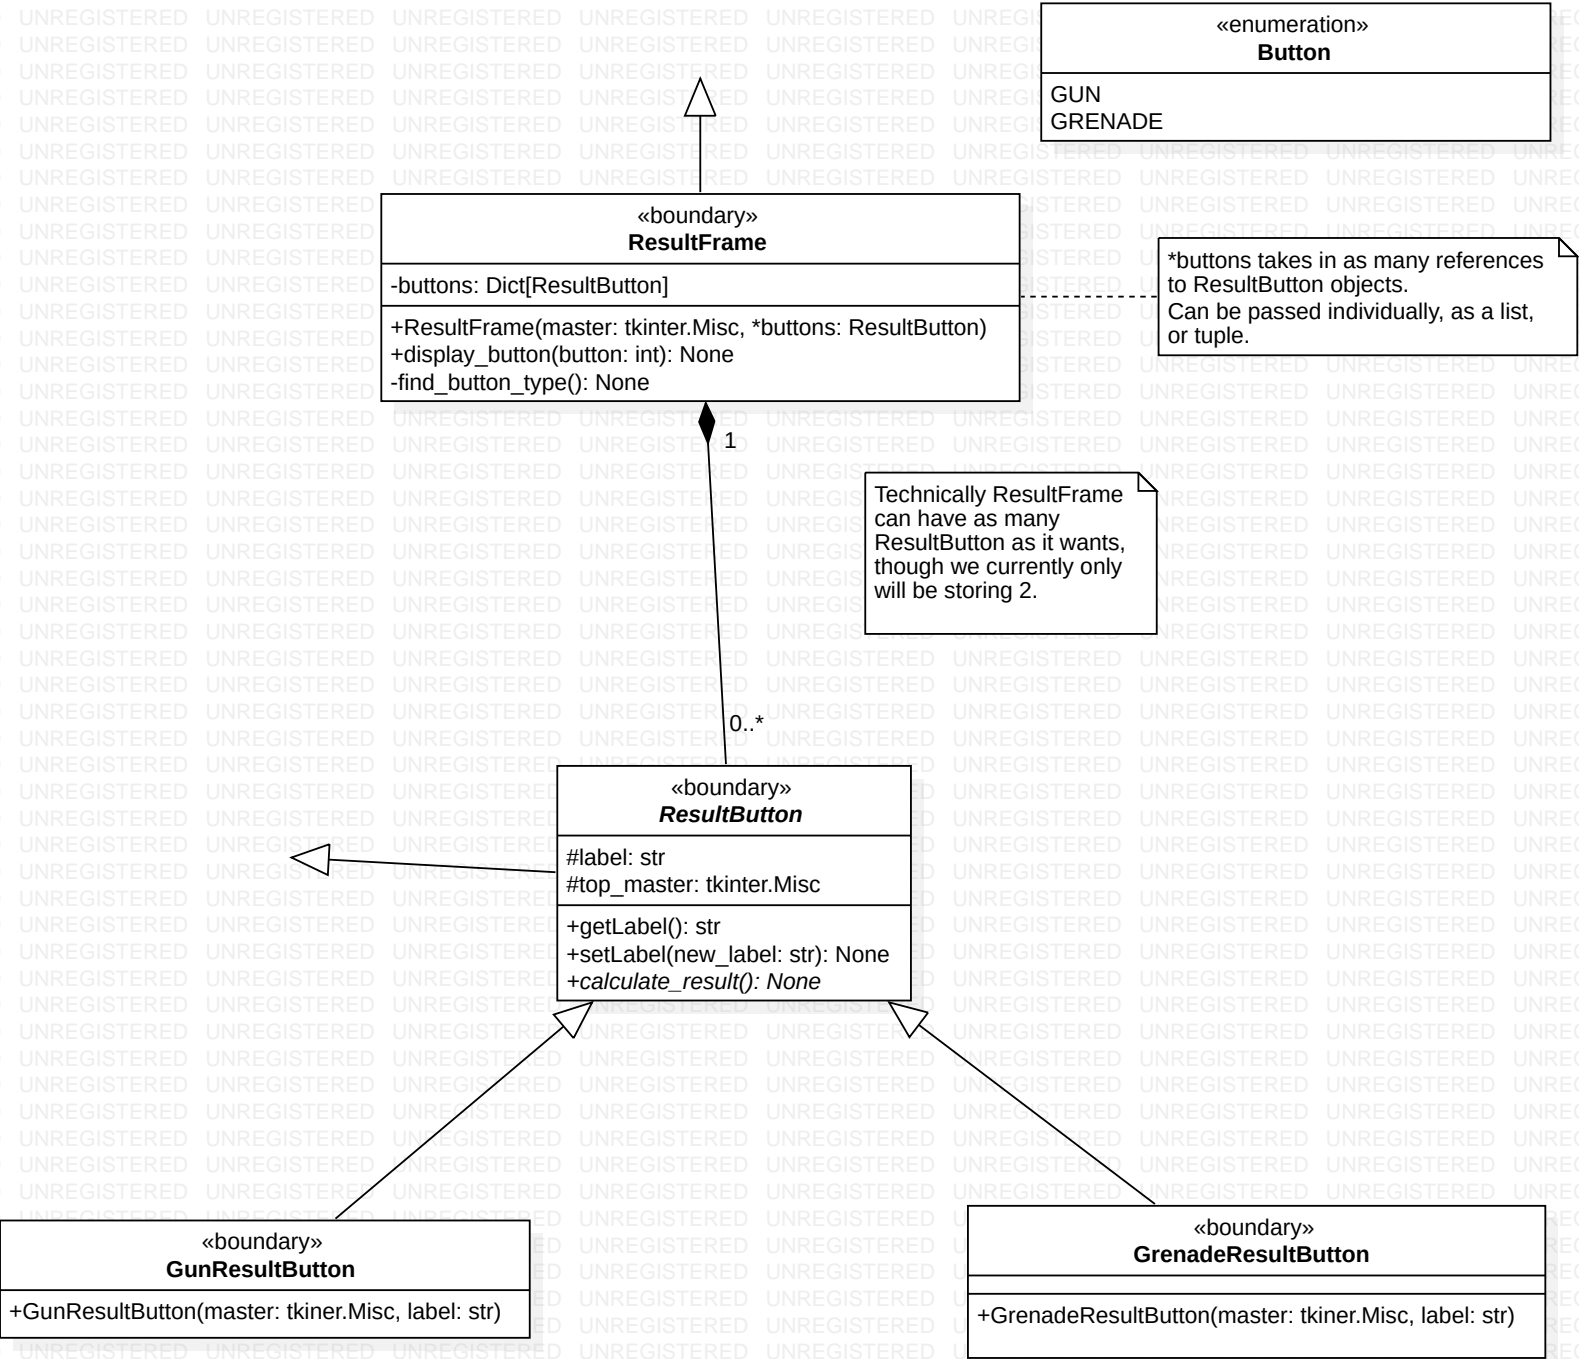 «enumeration»
Button
GUN
GRENADE
«boundary»
ResultFrame
-buttons: Dict[ResultButton]
+ResultFrame(master: tkinter.Misc, *buttons: ResultButton)
+display_button(button: int): None
-find_button_type(): None
*buttons takes in as many references
to ResultButton objects.
Can be passed individually, as a list,
or tuple.
1
Technically ResultFrame
can have as many
ResultButton as it wants,
though we currently only
will be storing 2.
0..*
«boundary»
ResultButton
#label: str
#top_master: tkinter.Misc
+getLabel(): str
+setLabel(new_label: str): None
+calculate_result(): None
«boundary»
GunResultButton
+GunResultButton(master: tkiner.Misc, label: str)
«boundary»
GrenadeResultButton
+GrenadeResultButton(master: tkiner.Misc, label: str)
UNREGISTERED